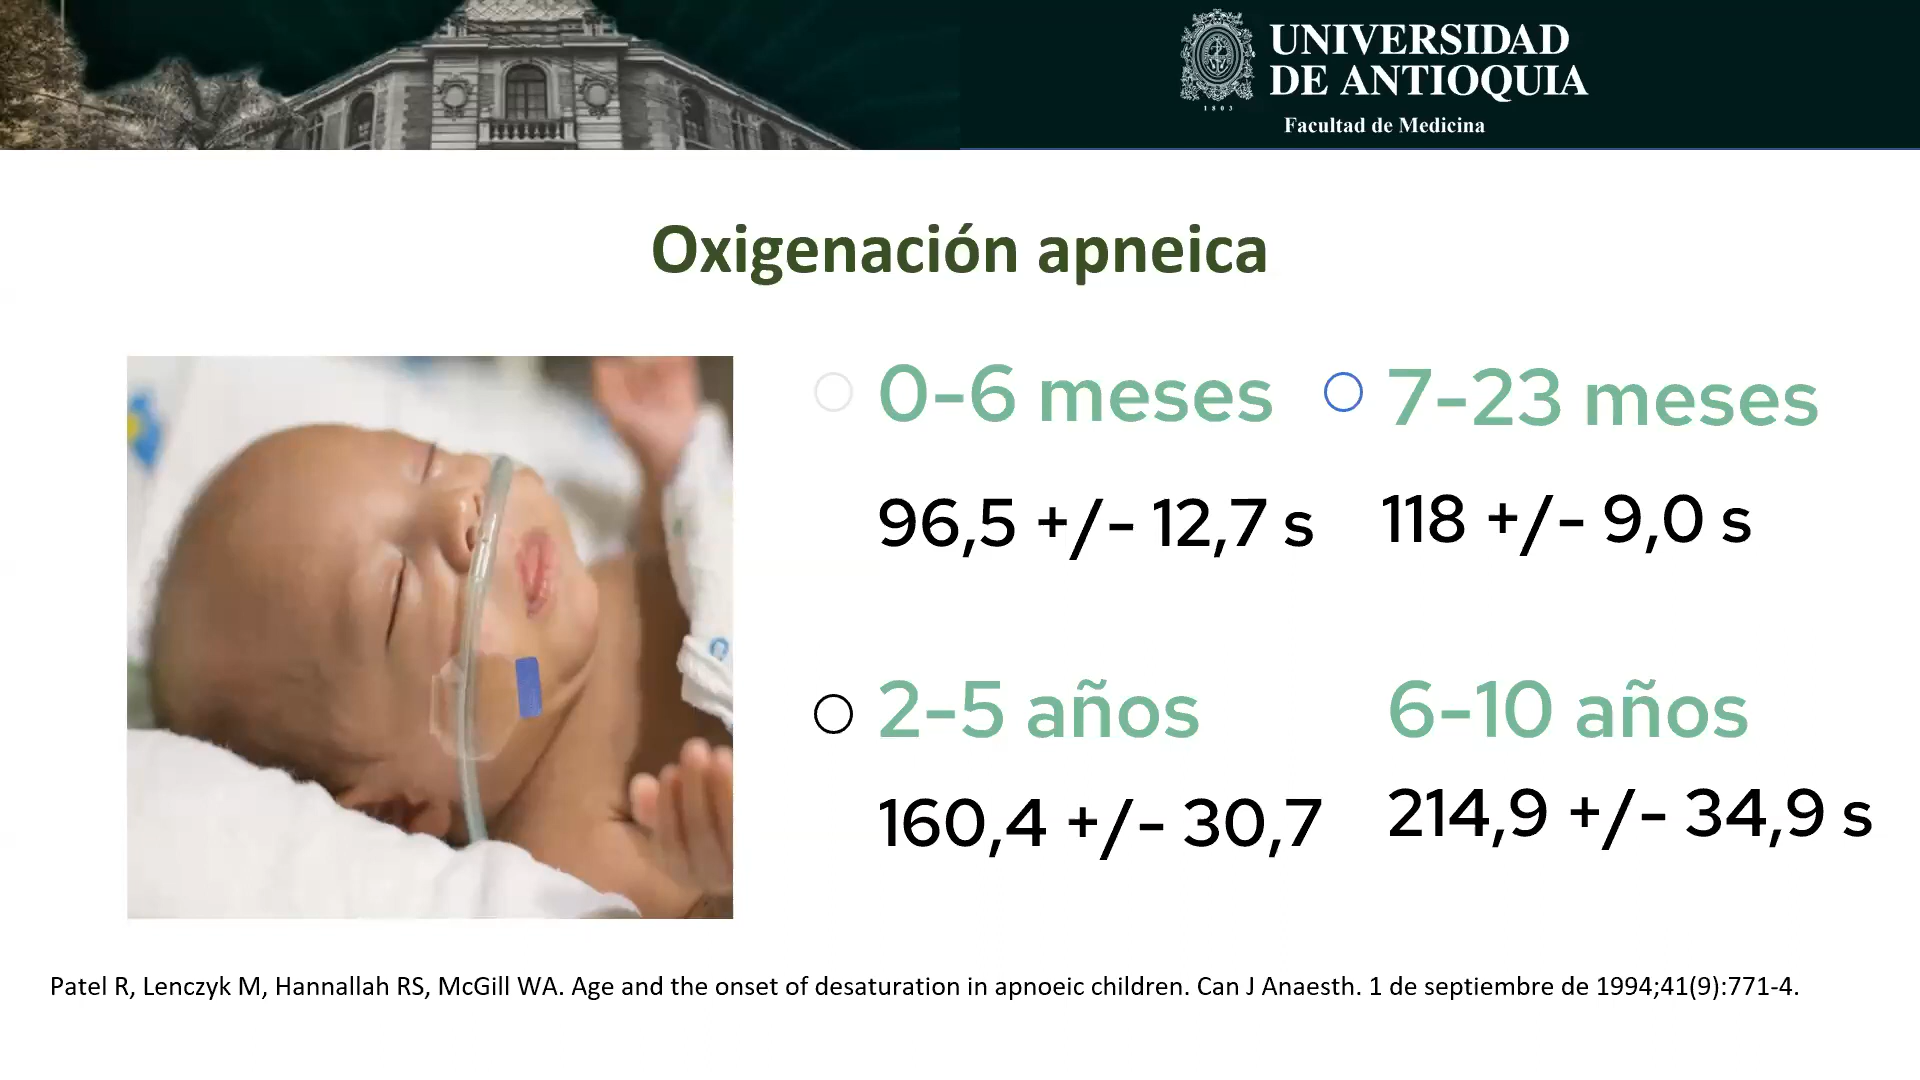 UNIVERSIDAD
DE ANTIOQUIA
1803
Facultad de Medicina
Oxigenación apneica
0-6 meses
7-23 meses
96,5 +/- 12,7 s
118 +/- 9,0 s
2-5 años
6-10 años
160,4 +/- 30,7
214,9 +/- 34,9 s
Patel R, Lenczyk M, Hannallah RS, McGill WA. Age and the onset of desaturation in apnoeic children. Can J Anaesth. 1 de septiembre de 1994;41(9):771-4.